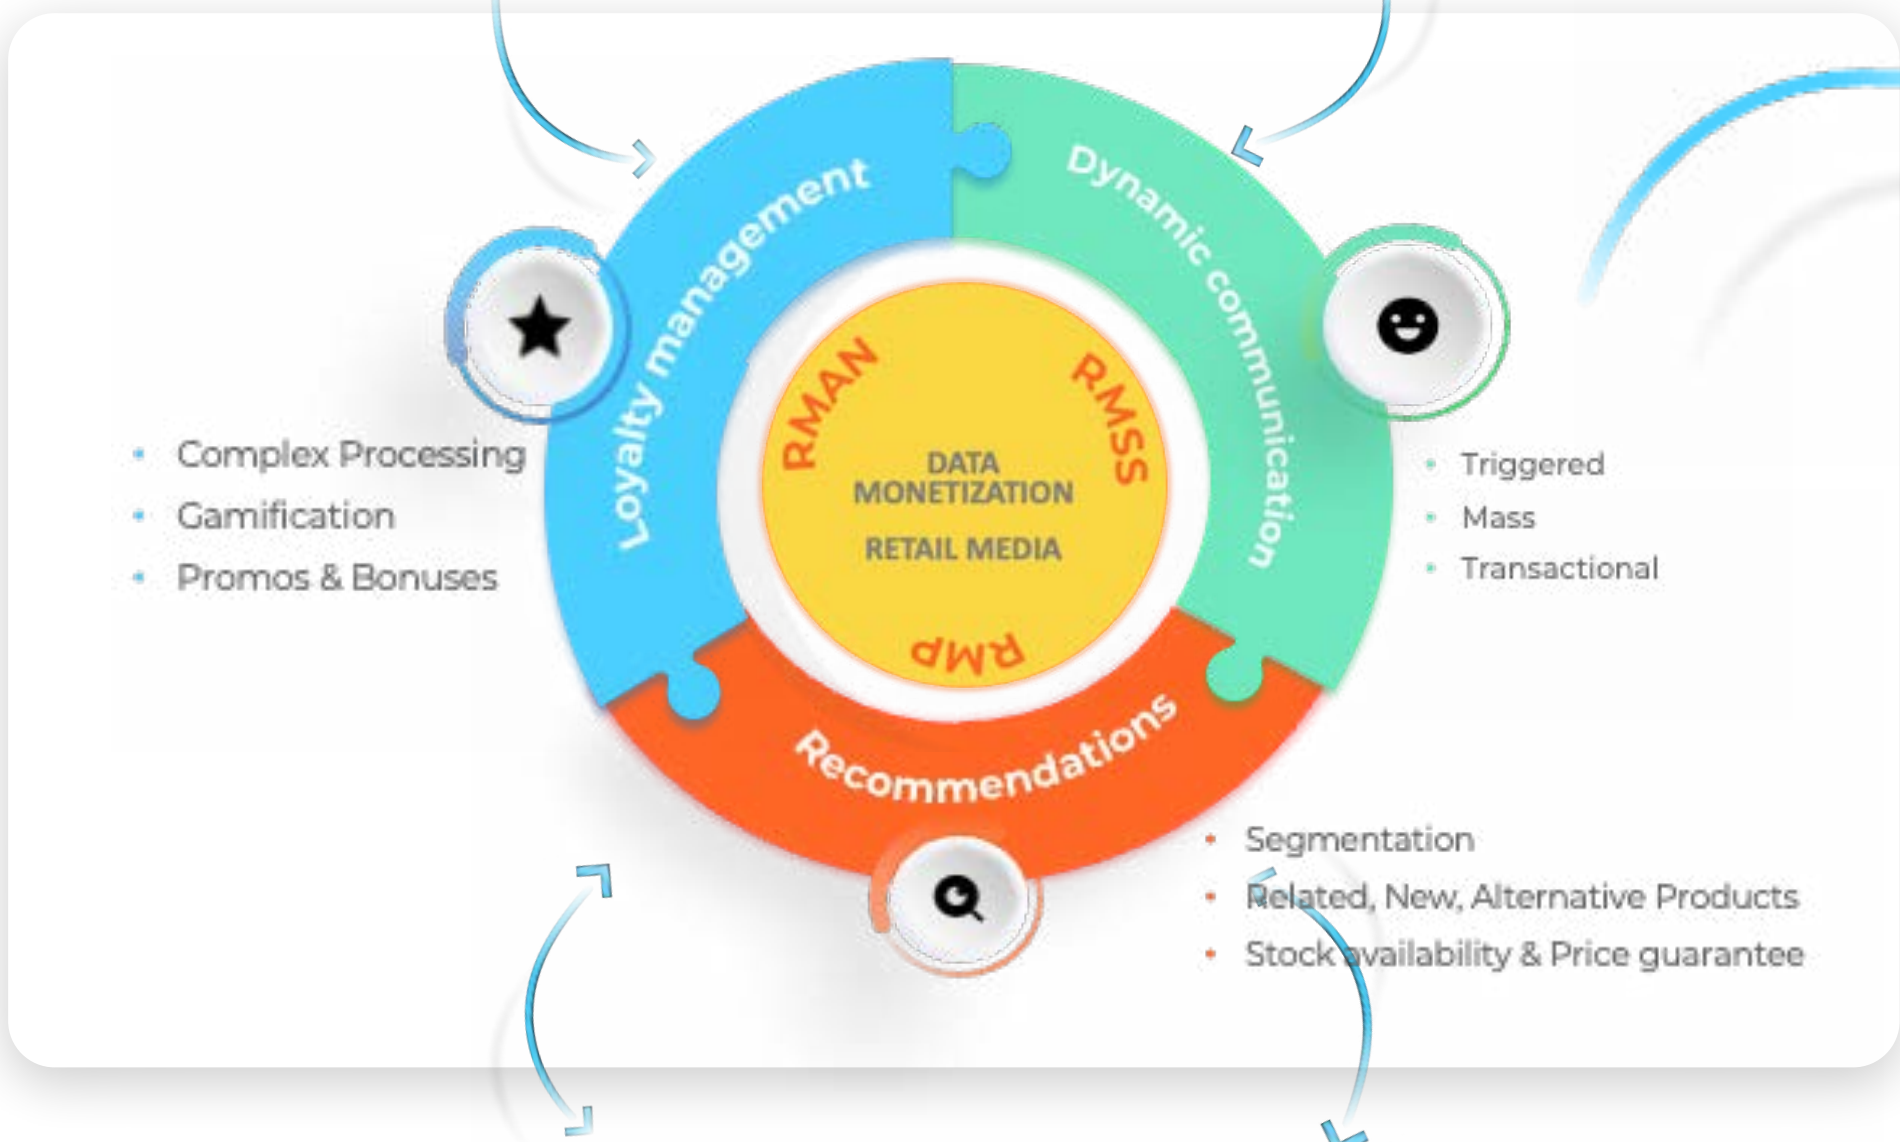 Loyalty management
Dynamic communication
Complex Processing
Gamification
Promos & Bonuses
RMAN
RMSS
DATA
MONETIZATION
RETAIL MEDIA
RMP
Triggered
Mass
Transactional
Recommendations
Segmentation
Related, New, Alternative Products
Stock availability & Price guarantee